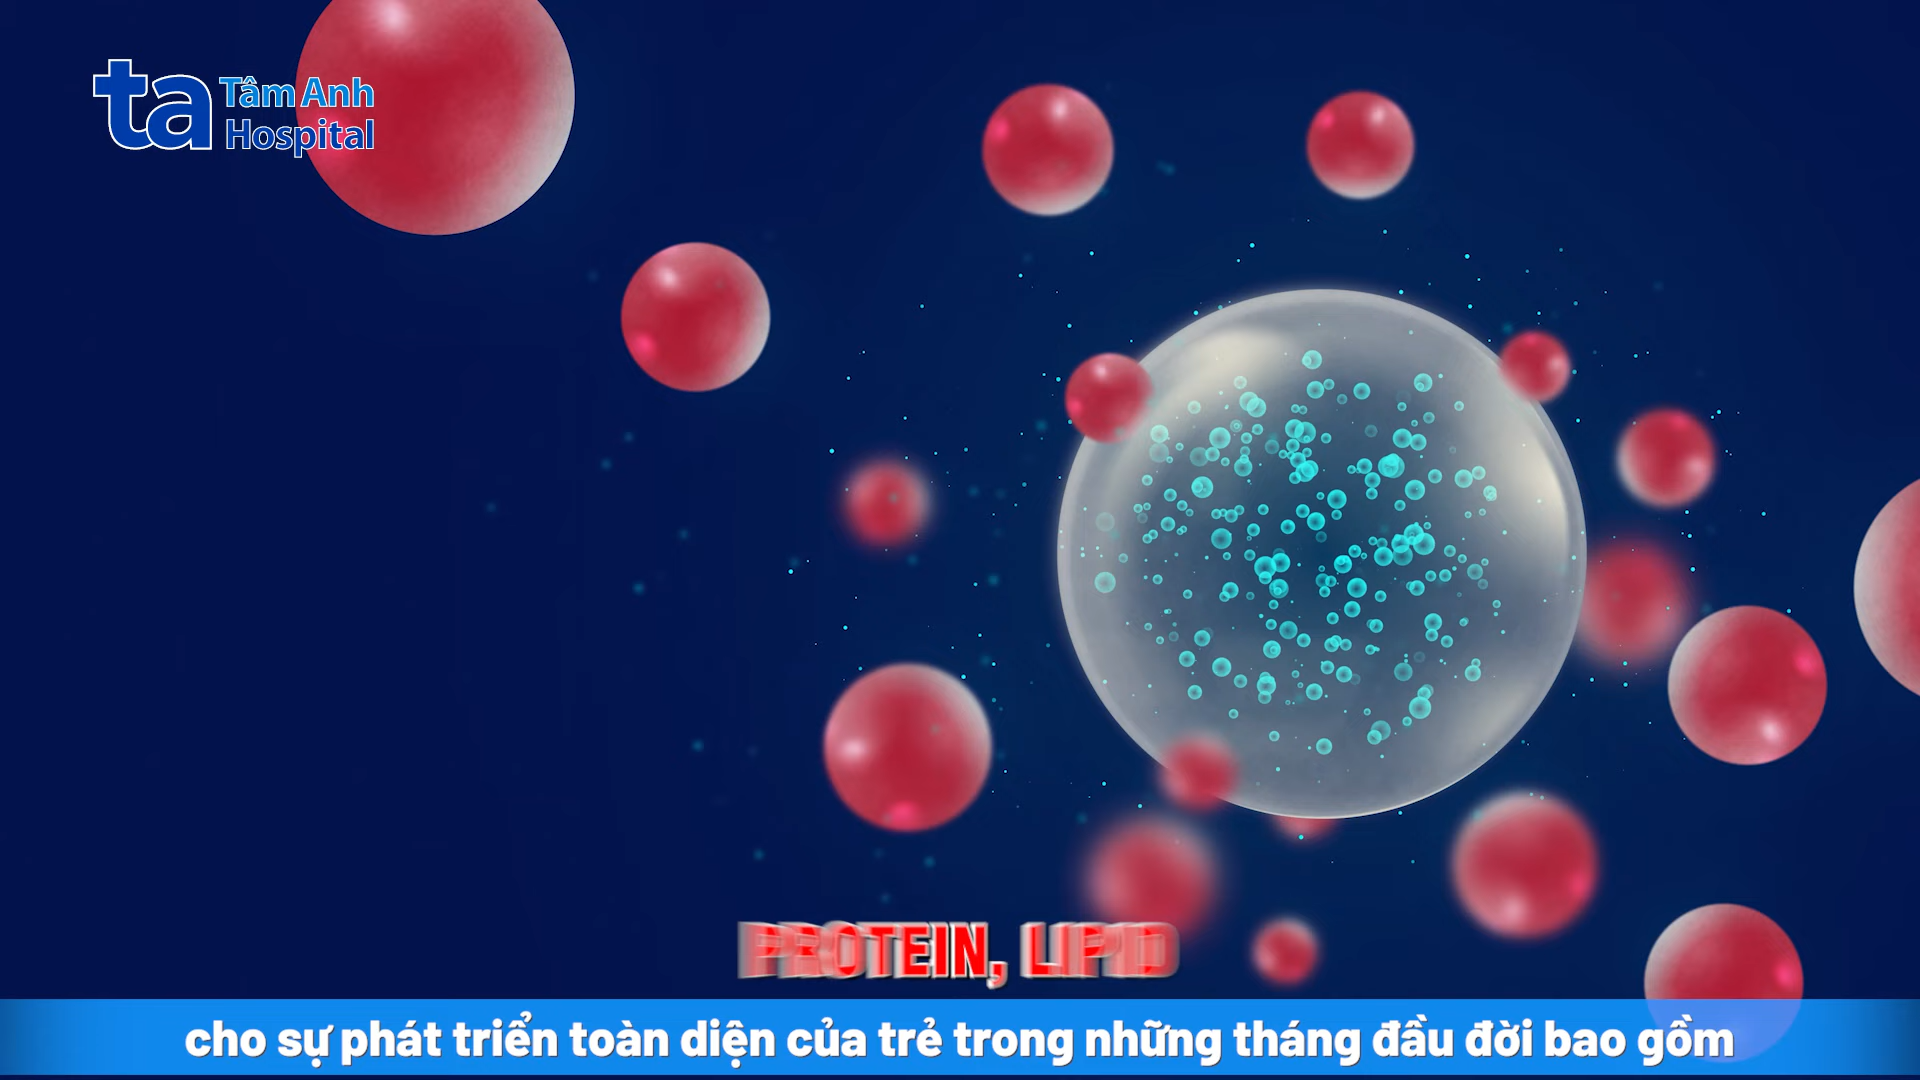 ta Tâm Anh
Hospital
PROTEIN, LIPID
cho sự phát triển toàn diện của trẻ trong những tháng đầu đời bao gồm